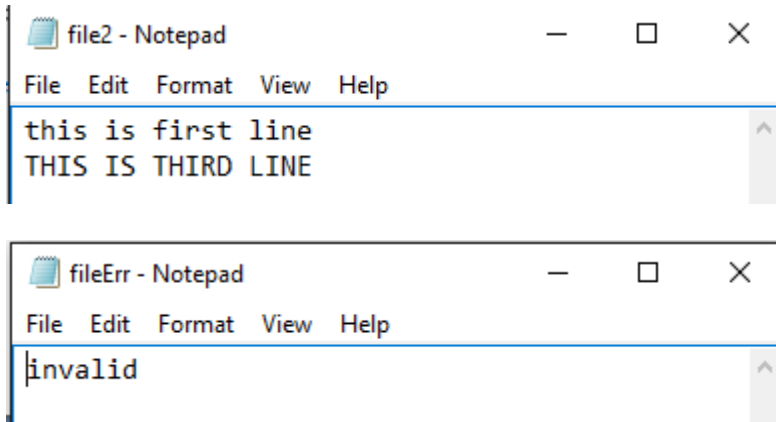 file2 - Notepad
File Edit Format View Help
this is first line
THIS IS THIRD LINE
fileErr - Notepad
File Edit Format View Help
invalid